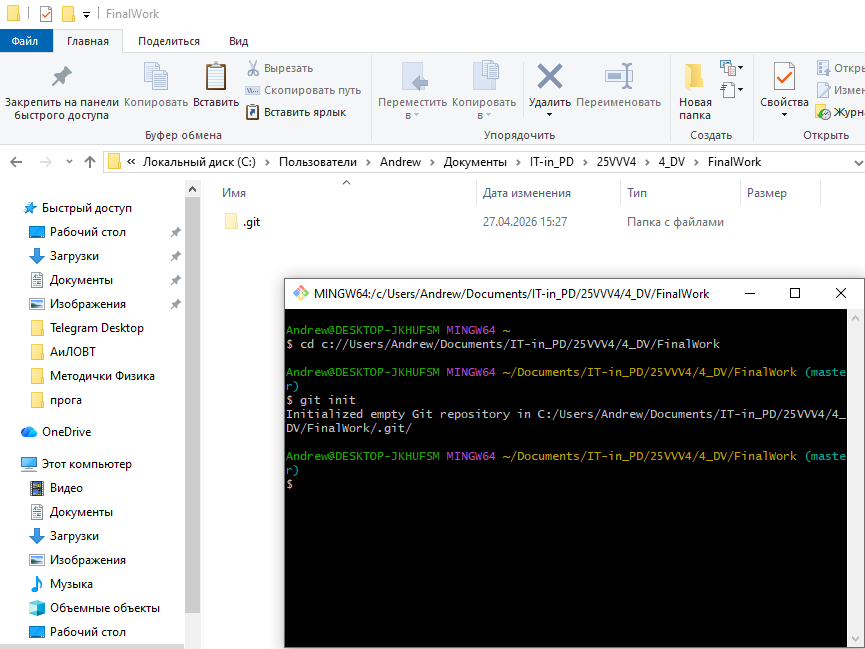 FinalWork
Файл Главная Поделиться Вид
Закрепить на панели быстрого доступа
Копировать
Вставить
Вырезать
Скопировать путь
Вставить ярлык
Буфер обмена
Переместить в
Копировать в
Удалить
Переименовать
Упорядочить
Новая папка
Создать
Свойства
Откры
Измен
Журна
Открыть
« Локальный диск (C:) › Пользователи › Andrew › Документы › IT-in_PD › 25VVV4 › 4_DV › FinalWork
Быстрый доступ
Рабочий стол
Загрузки
Документы
Изображения
Telegram Desktop
АиЛОВТ
Методички Физика
прога
OneDrive
Этот компьютер
Видео
Документы
Загрузки
Изображения
Музыка
Объемные объекты
Рабочий стол
Имя Дата изменения Тип Размер
.git 27.04.2026 15:27 Папка с файлами
MINGW64:/c/Users/Andrew/Documents/IT-in_PD/25VVV4/4_DV/FinalWork
Andrew@DESKTOP-JKHUFSM MINGW64 ~
$ cd c://Users/Andrew/Documents/IT-in_PD/25VVV4/4_DV/FinalWork
Andrew@DESKTOP-JKHUFSM MINGW64 ~/Documents/IT-in_PD/25VVV4/4_DV/FinalWork (maste
r)
$ git init
Initialized empty Git repository in C:/Users/Andrew/Documents/IT-in_PD/25VVV4/4_
DV/FinalWork/.git/
Andrew@DESKTOP-JKHUFSM MINGW64 ~/Documents/IT-in_PD/25VVV4/4_DV/FinalWork (maste
r)
$